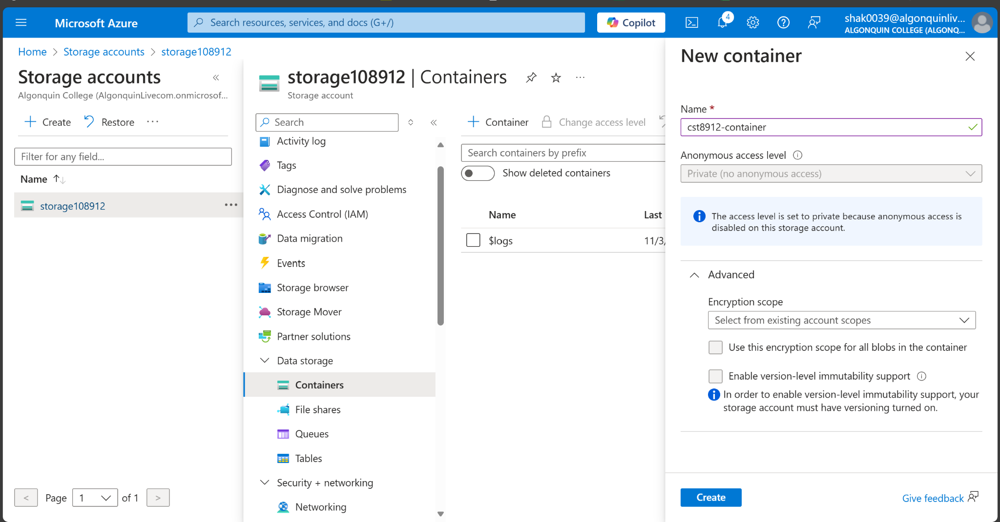 Microsoft Azure
Search resources, services, and docs (G+/)
Copilot
4
shak0039@algonquinliv...
ALGONQUIN COLLEGE (ALGONQ...
Home > Storage accounts > storage108912
Storage accounts
«
Algonquin College (AlgonquinLivecom.onmicrosof...
+ Create
Restore
...
Filter for any field...
Name ↑↓
storage108912
...
< Page 1 of 1 >
storage108912 | Containers
...
Storage account
Search
«
Activity log
Tags
Diagnose and solve problems
Access Control (IAM)
Data migration
Events
Storage browser
Storage Mover
Partner solutions
Data storage
Containers
File shares
Queues
Tables
Security + networking
Networking
+ Container
Change access level
Search containers by prefix
Show deleted containers
Name
Last
$logs
11/3/
New container
Name *
cst8912-container
Anonymous access level
Private (no anonymous access)
The access level is set to private because anonymous access is
disabled on this storage account.
Advanced
Encryption scope
Select from existing account scopes
Use this encryption scope for all blobs in the container
Enable version-level immutability support
In order to enable version-level immutability support, your
storage account must have versioning turned on.
Create
Give feedback